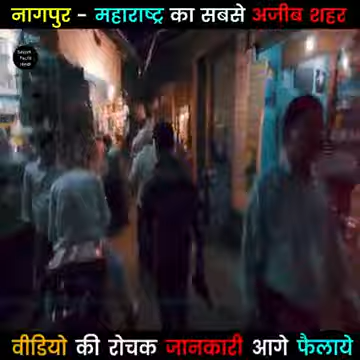 नागपुर - महाराष्ट्र का सबसे अजीब शहर
वीडियो की रोचक जानकारी आगे फैलाये